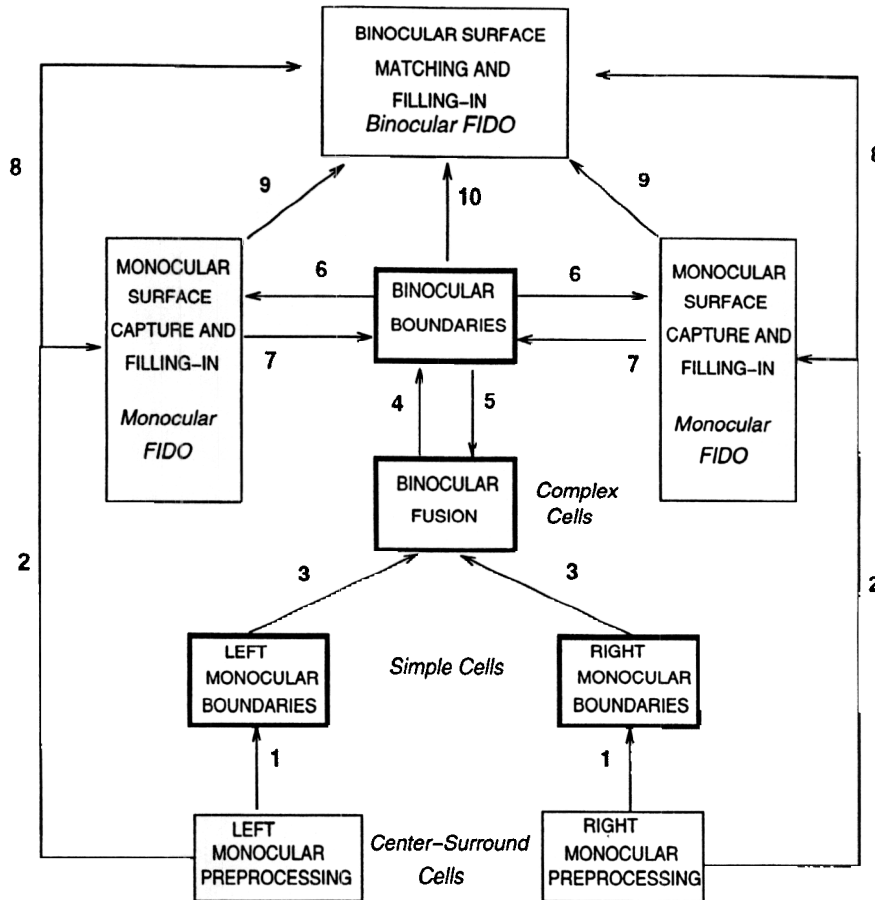 BINOCULAR SURFACE
MATCHING AND
FILLING-IN
Binocular FIDO
8
8
9
10
9
MONOCULAR
SURFACE
CAPTURE AND
FILLING-IN
Monocular
FIDO
6
7
BINOCULAR
BOUNDARIES
6
7
MONOCULAR
SURFACE
CAPTURE AND
FILLING-IN
Monocular
FIDO
4
5
BINOCULAR
FUSION
Complex
Cells
2
2
3
3
LEFT
MONOCULAR
BOUNDARIES
Simple Cells
RIGHT
MONOCULAR
BOUNDARIES
1
1
LEFT
MONOCULAR
PREPROCESSING
Center-Surround
Cells
RIGHT
MONOCULAR
PREPROCESSING